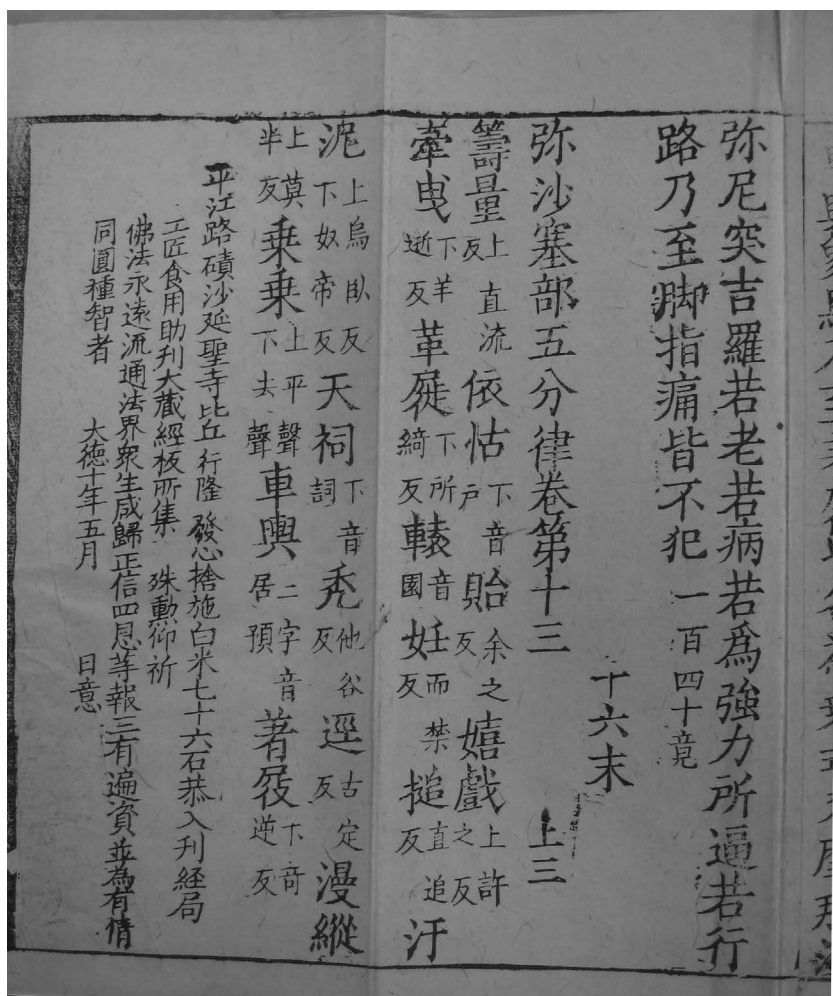 弥尼突吉羅若老若病若爲強力所逼若行
路乃至脚指痛皆不犯一百四十竟
十六末
弥沙塞部五分律卷第十三 上三
籌量上直流反依怙下音户貽余之反嬉戲上許之反
牽曳下羊逝反革屣下所綺反轅音園妊而禁反搥直追反汙
泥上烏臥反下奴帝反天祠下音詞禿他谷反逕古定反漫縱
上莫半反乗乗上平聲下去聲車輿二字音居預著屐下奇逆反
平江路磧沙延聖寺比丘行隆 發心捨施白米七十六石恭入刊經局
工匠食用助刊大藏經板所集 殊勲仰祈
佛法永遠流通法界衆生咸歸正信四恩等報三有遍資並為有情
同圓種智者 大德十年五月 日意